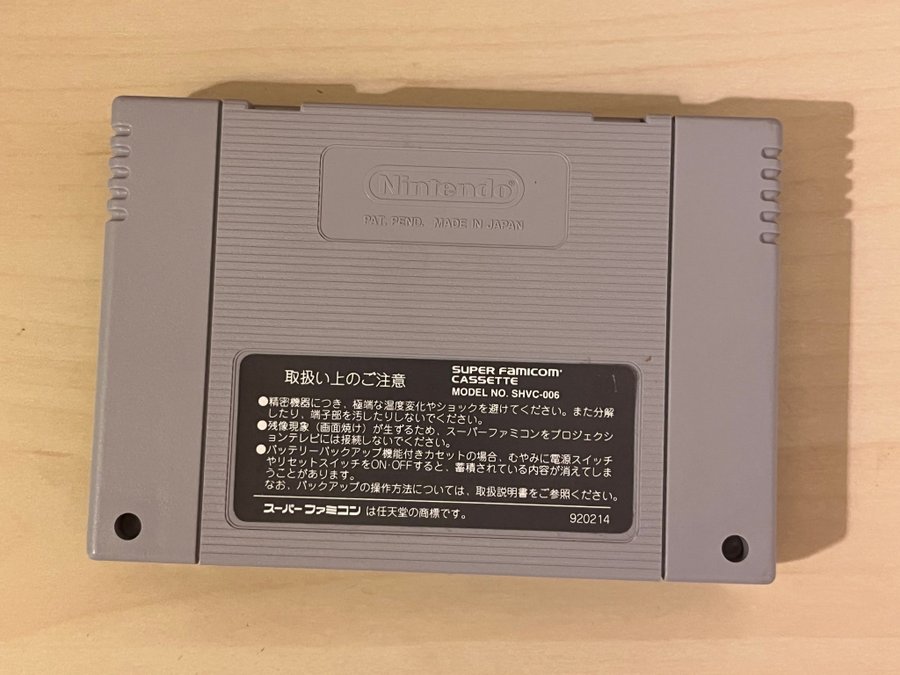 Nintendo®
PAT. PEND. MADE IN JAPAN
取扱い上のご注意
SUPER FAMICOM
CASSETTE
MODEL NO. SHVC-006
●精密機器につき、極端な温度変化やショックを避けてください。また分解
したり、端子部を汚したりしないでください。
●残像現象（画面焼け）が生ずるため、スーパーファミコンをプロジェクシ
ョンテレビには接続しないでください。
●バッテリーバックアップ機能付きカセットの場合、むやみに電源スイッチ
やリセットスイッチをON・OFFすると、蓄積されている内容が消えてしま
うことがあります。
なお、バックアップの操作方法については、取扱説明書をご参照ください。
スーパーファミコン は任天堂の商標です。
920214